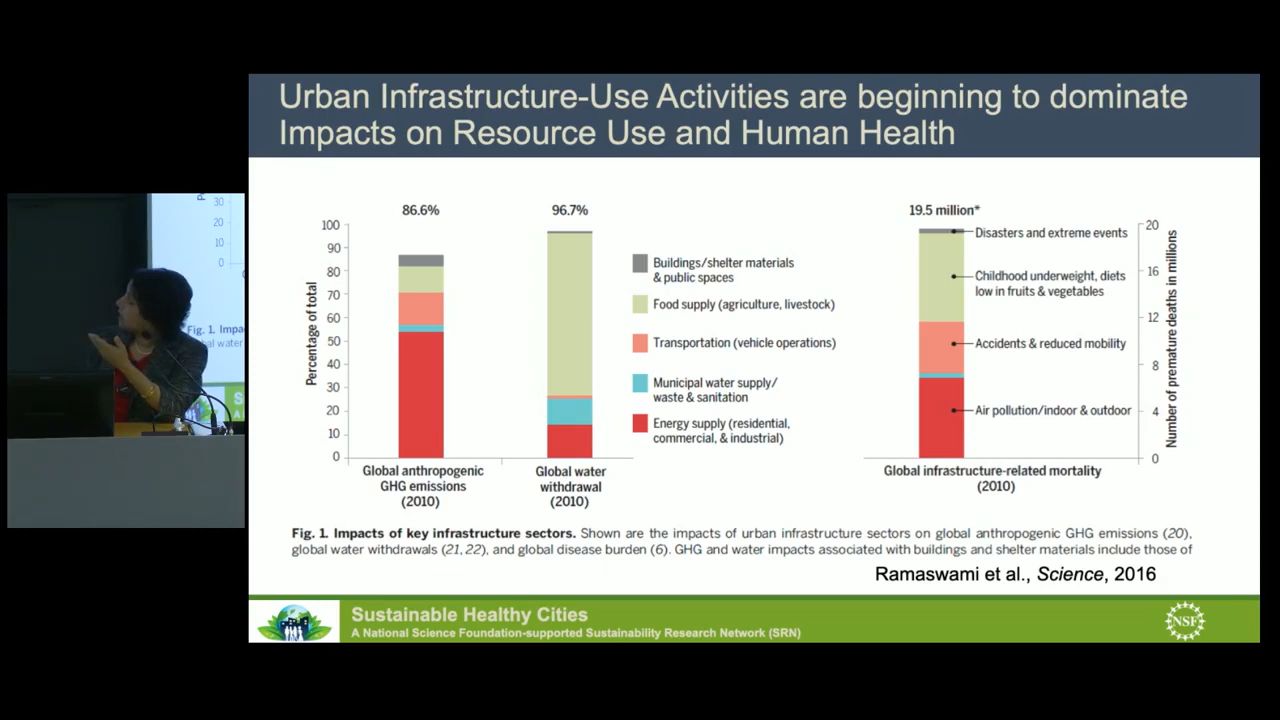 Urban Infrastructure-Use Activities are beginning to dominate
Impacts on Resource Use and Human Health
86.6%
96.7%
19.5 million*
100
90
80
70
60
50
40
30
20
10
0
Percentage of total
Global anthropogenic
GHG emissions
(2010)
Global water
withdrawal
(2010)
Buildings/shelter materials
& public spaces
Food supply (agriculture, livestock)
Transportation (vehicle operations)
Municipal water supply/
waste & sanitation
Energy supply (residential,
commercial, & industrial)
Disasters and extreme events
Childhood underweight, diets
low in fruits & vegetables
Accidents & reduced mobility
Air pollution/indoor & outdoor
20
16
12
8
4
0
Number of premature deaths in millions
Global infrastructure-related mortality
(2010)
Fig. 1. Impacts of key infrastructure sectors. Shown are the impacts of urban infrastructure sectors on global anthropogenic GHG emissions (20),
global water withdrawals (21, 22), and global disease burden (6). GHG and water impacts associated with buildings and shelter materials include those of
Ramaswami et al., Science, 2016
Sustainable Healthy Cities
A National Science Foundation-supported Sustainability Research Network (SRN)
NSF
30
20
10
0
Fig. 1. Impa